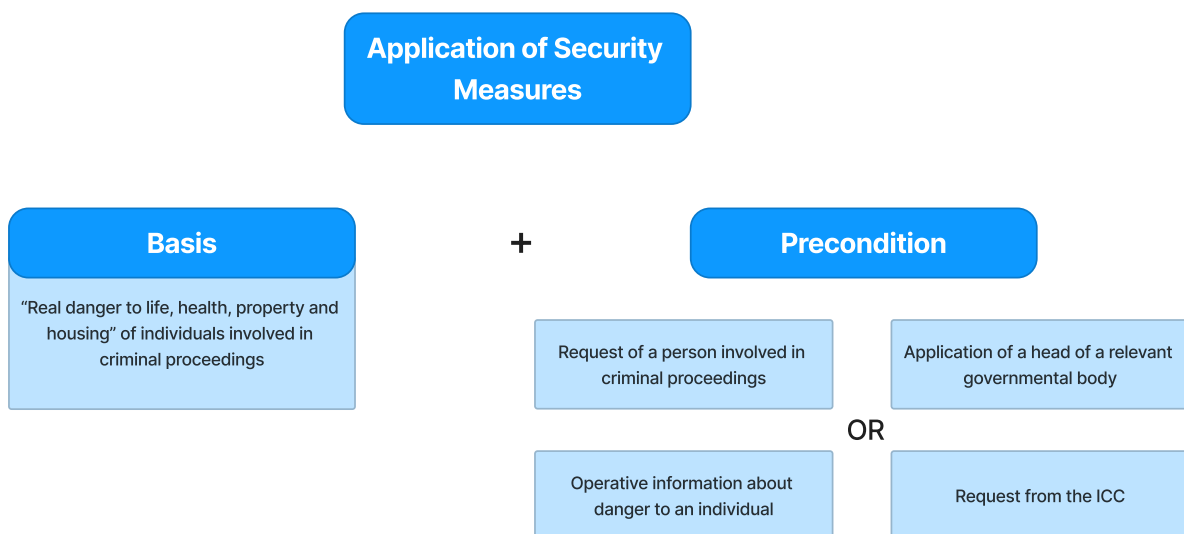 Application of Security
Measures
Basis
+
Precondition
“Real danger to life, health, property and
housing” of individuals involved in
criminal proceedings
Request of a person involved in
criminal proceedings
Application of a head of a relevant
governmental body
OR
Operative information about
danger to an individual
Request from the ICC